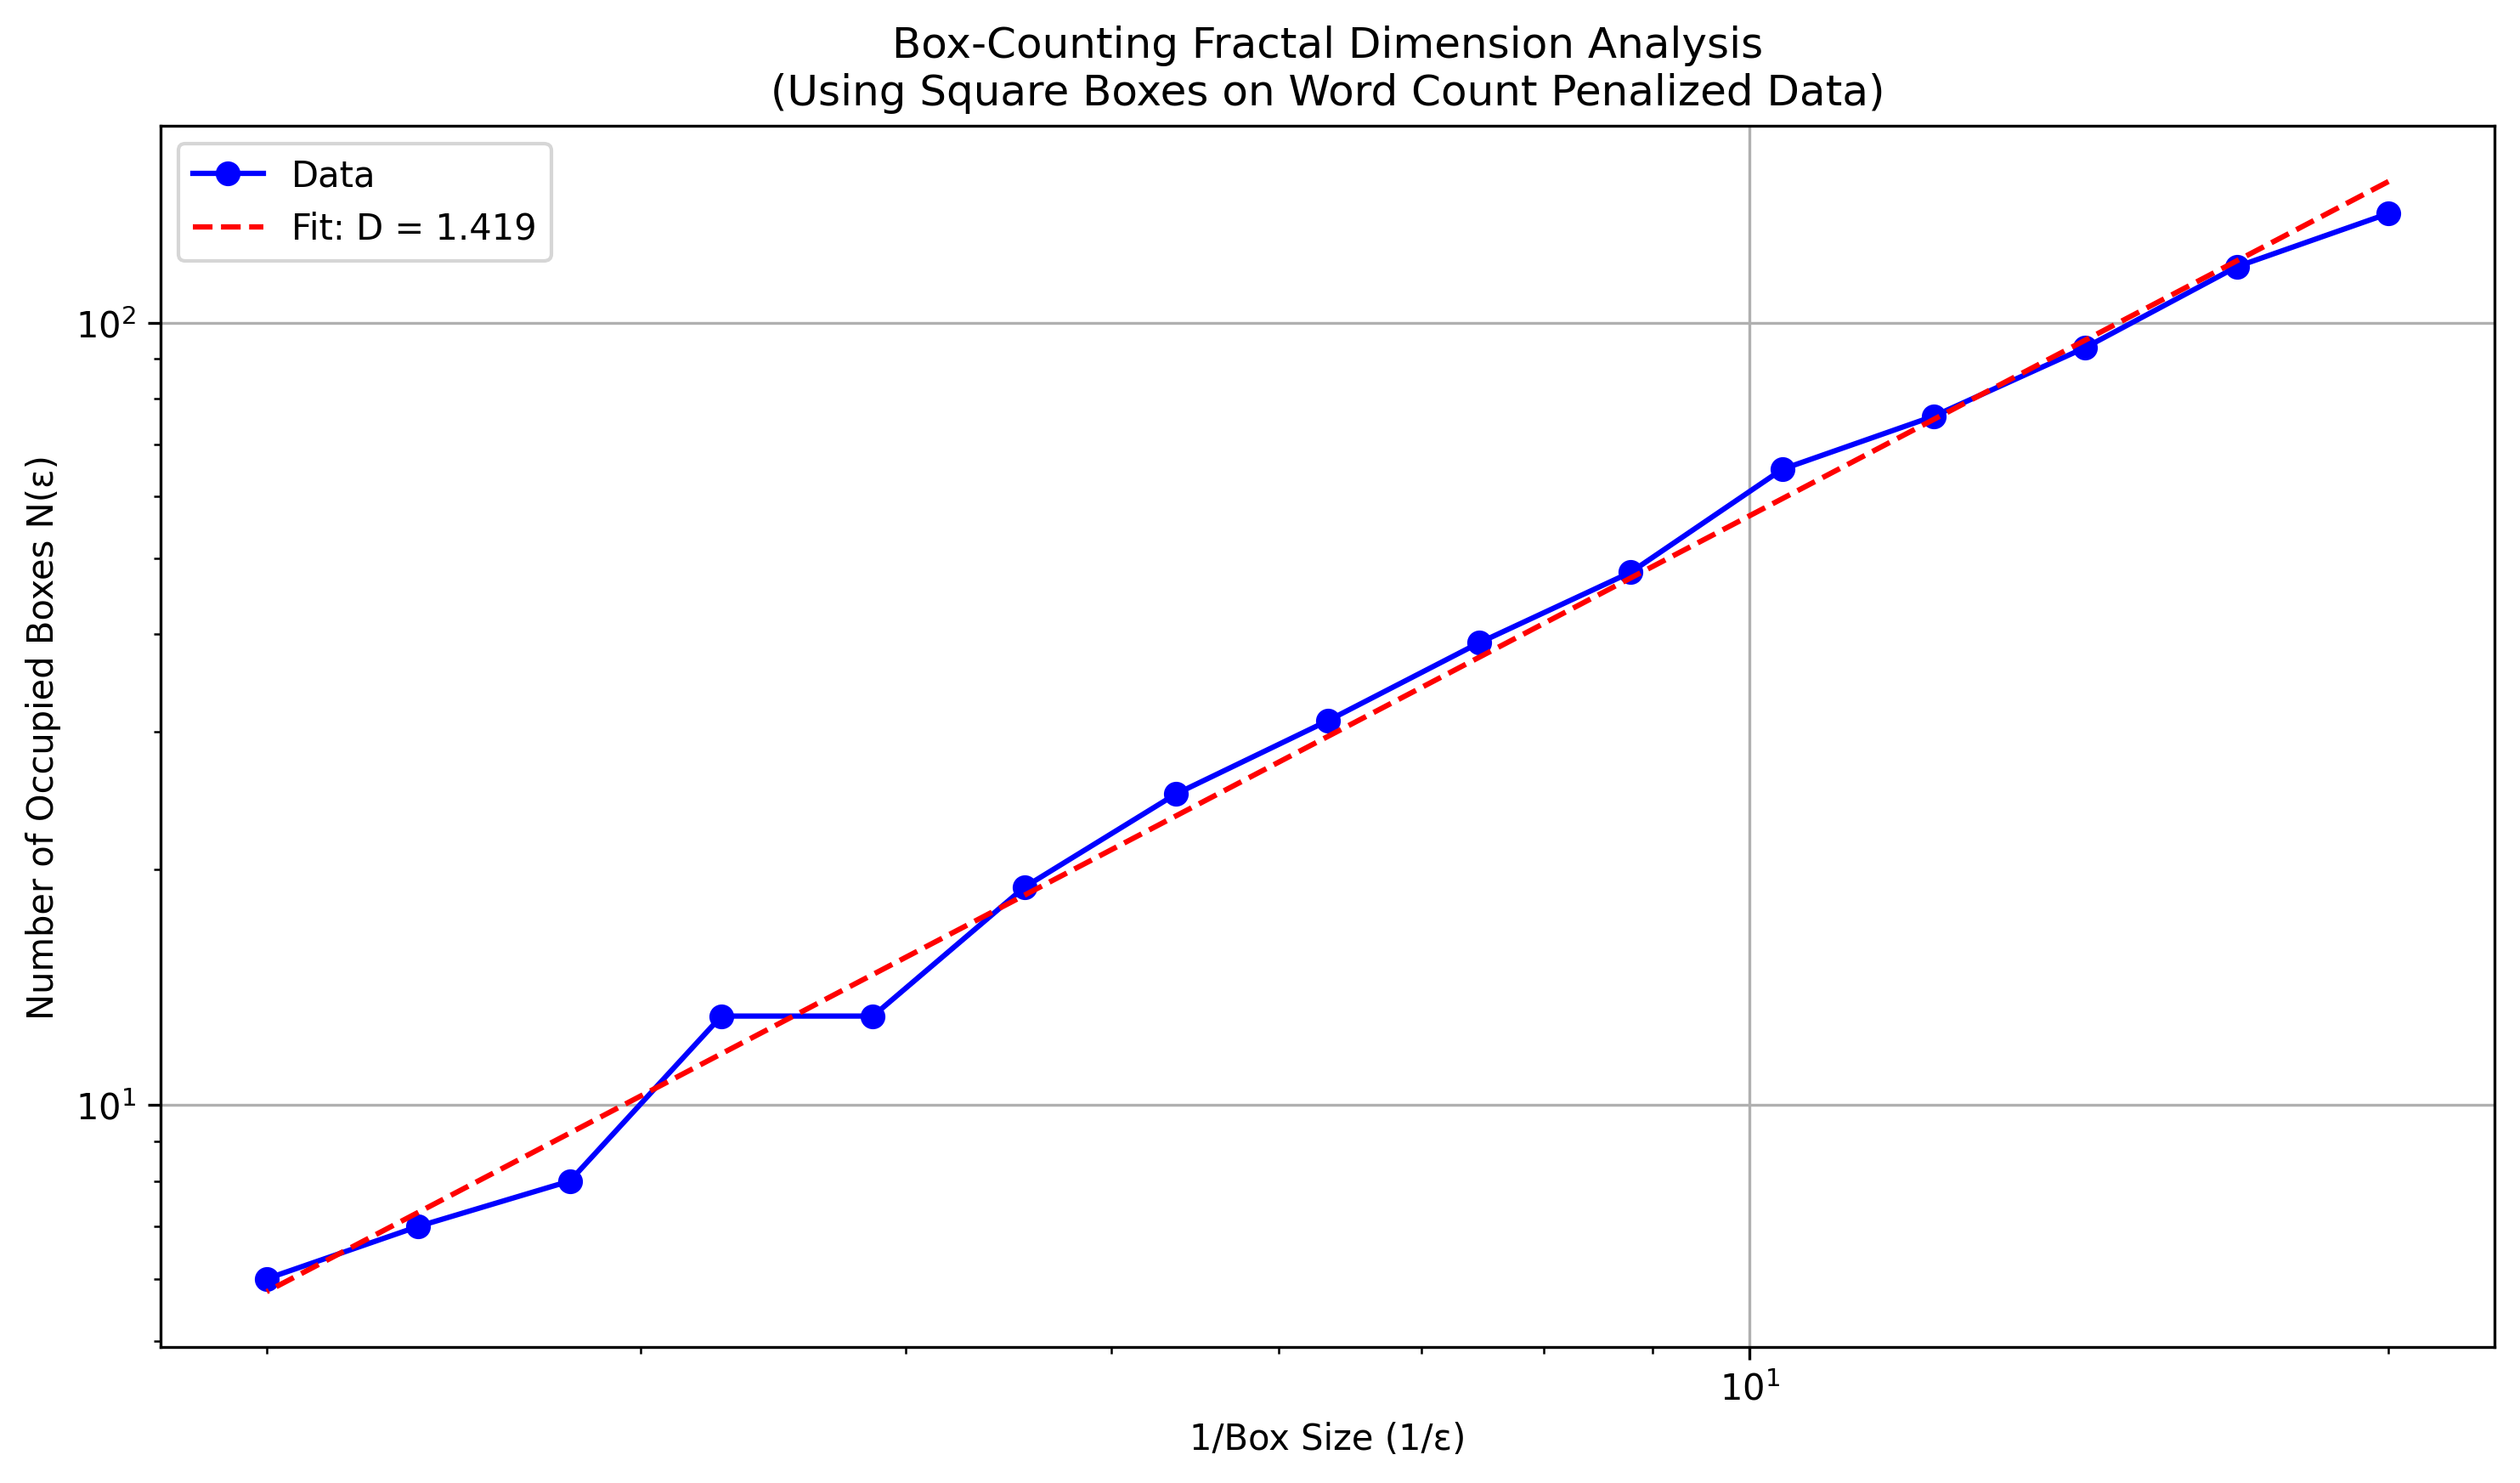 Box-Counting Fractal Dimension Analysis
(Using Square Boxes on Word Count Penalized Data)
Data
Fit: D = 1.419
Number of Occupied Boxes N(ε)
10²
10¹
10¹
1/Box Size (1/ε)